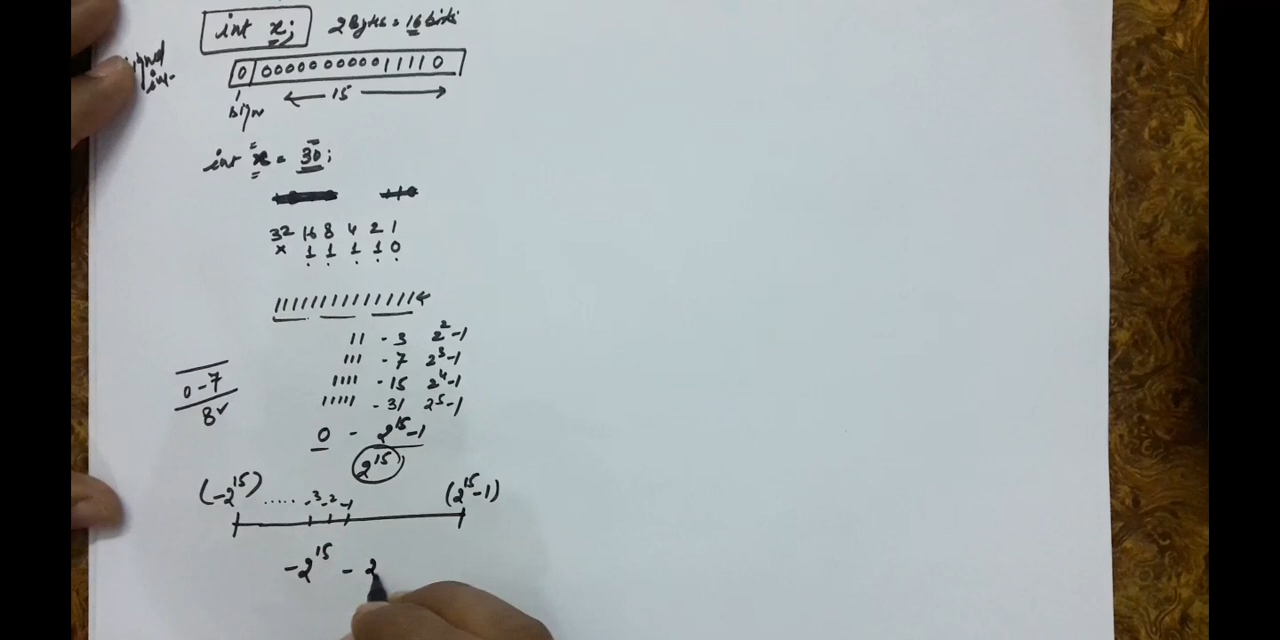 int x; 2 Bytes = 16 bits
signed
int
0 000000000011110
sign 15
int x = 30;
32 16 8 4 2 1
x 1 1 1 1 0
111111111111111
11 - 3 2²-1
111 - 7 2³-1
1111 - 15 2⁴-1
11111 - 31 2⁵-1
0 - 7
8
0 - 2¹⁵-1
2¹⁵
(-2¹⁵) ..... -3 -2 -1 (2¹⁵-1)
-2¹⁵ - 2